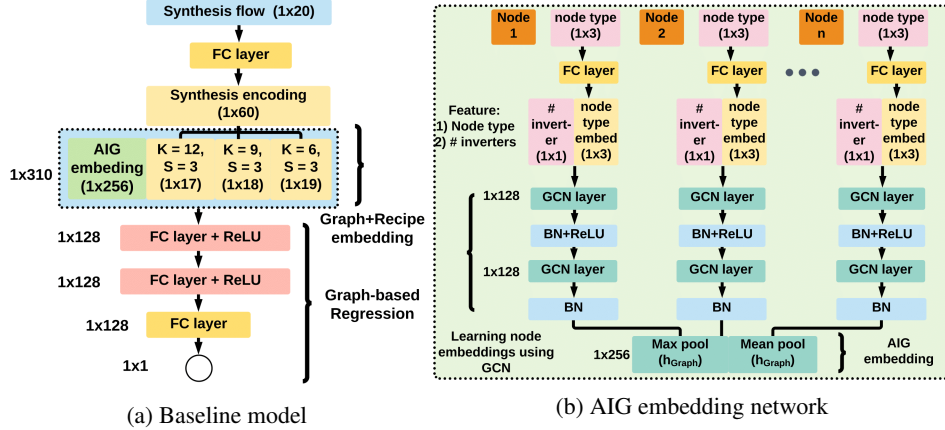 Synthesis flow (1x20)
FC layer
Synthesis encoding
(1x60)
AIG
embeding
(1x256)
K = 12,
S = 3
(1x17)
K = 9,
S = 3
(1x18)
K = 6,
S = 3
(1x19)
1x310
Graph+Recipe
embedding
1x128
FC layer + ReLU
1x128
FC layer + ReLU
1x128
FC layer
1x1
Graph-based
Regression
(a) Baseline model
Node
1
node type
(1x3)
Node
2
node type
(1x3)
Node
n
node type
(1x3)
FC layer
FC layer
FC layer
Feature:
1) Node type
2) # inverters
#
invert-
er
(1x1)
node
type
embed
(1x3)
#
invert-
er
(1x1)
node
type
embed
(1x3)
#
invert-
er
(1x1)
node
type
embed
(1x3)
1x128
GCN layer
GCN layer
GCN layer
BN+ReLU
BN+ReLU
BN+ReLU
1x128
GCN layer
GCN layer
GCN layer
BN
BN
BN
Learning node
embeddings using
GCN
1x256
Max pool
(hGraph)
Mean pool
(hGraph)
AIG
embedding
(b) AIG embedding network